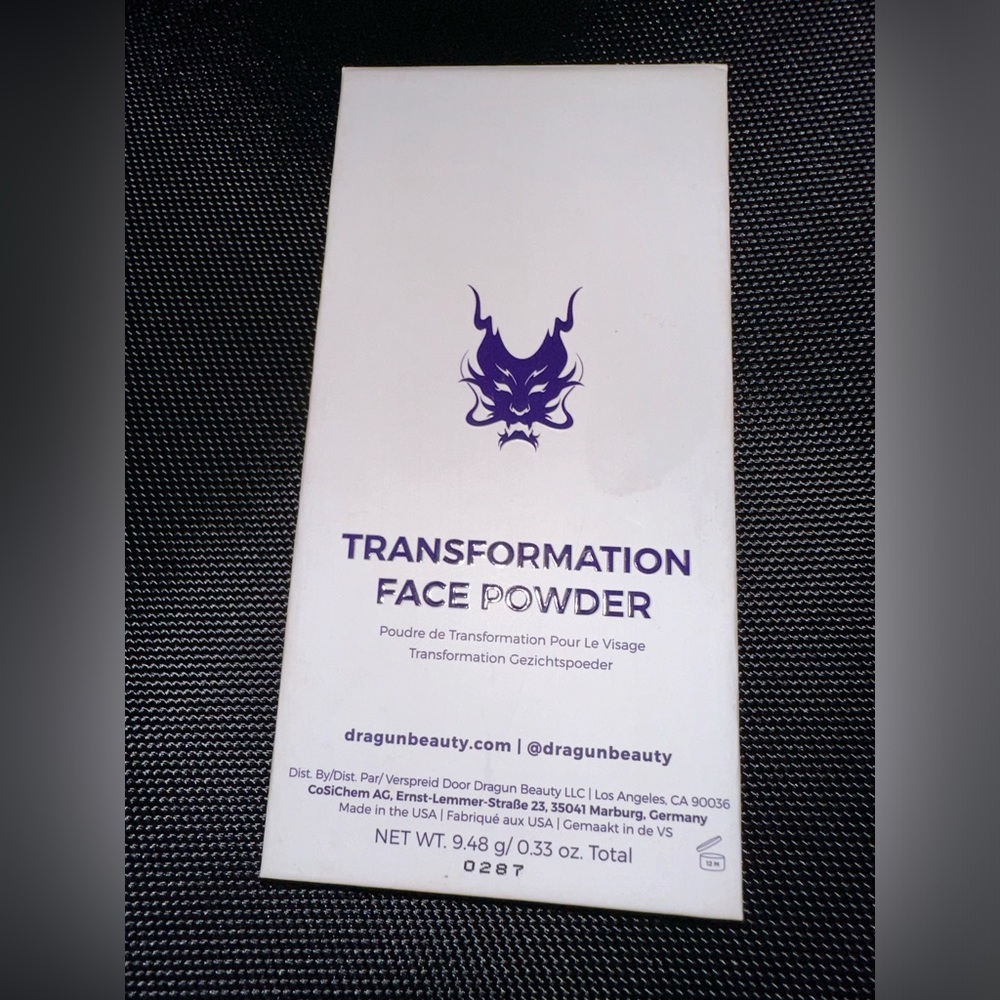 TRANSFORMATION
FACE POWDER
Poudre de Transformation Pour Le Visage
Transformation Gezichtspoeder
dragunbeauty.com | @dragunbeauty
Dist. By/Dist. Par/ Verspreid Door Dragun Beauty LLC | Los Angeles, CA 90036
CoSiChem AG, Ernst-Lemmer-Straße 23, 35041 Marburg, Germany
Made in the USA | Fabriqué aux USA | Gemaakt in de VS
NET WT. 9.48 g/ 0.33 oz. Total
12 M
0287